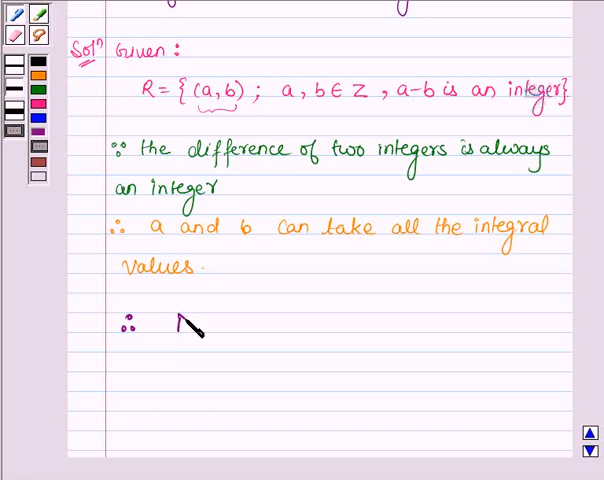 Solⁿ Given :
R = { (a, b) ; a, b ∈ Z , a-b is an integer}.
∵ the difference of two integers is always
an integer
∴ a and b can take all the integral
values.
∴